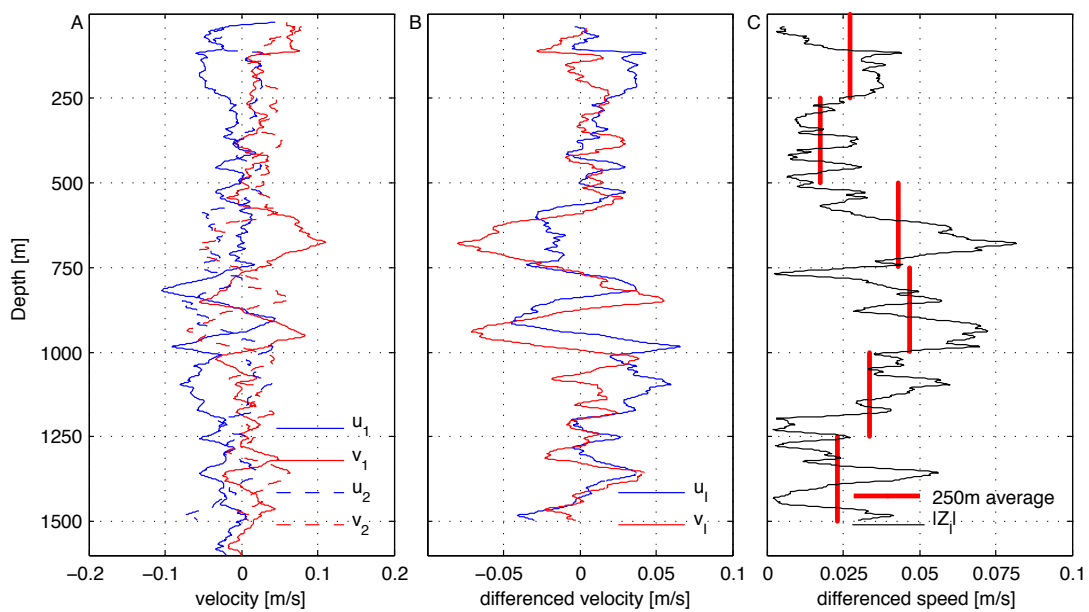 A
B
C
Depth [m]
250
500
750
1000
1250
1500
u₁
v₁
u₂
v₂
uₗ
vₗ
250m average
|Zₗ|
−0.2 −0.1 0 0.1 0.2
−0.05 0 0.05 0.1
0 0.025 0.05 0.075 0.1
velocity [m/s]
differenced velocity [m/s]
differenced speed [m/s]